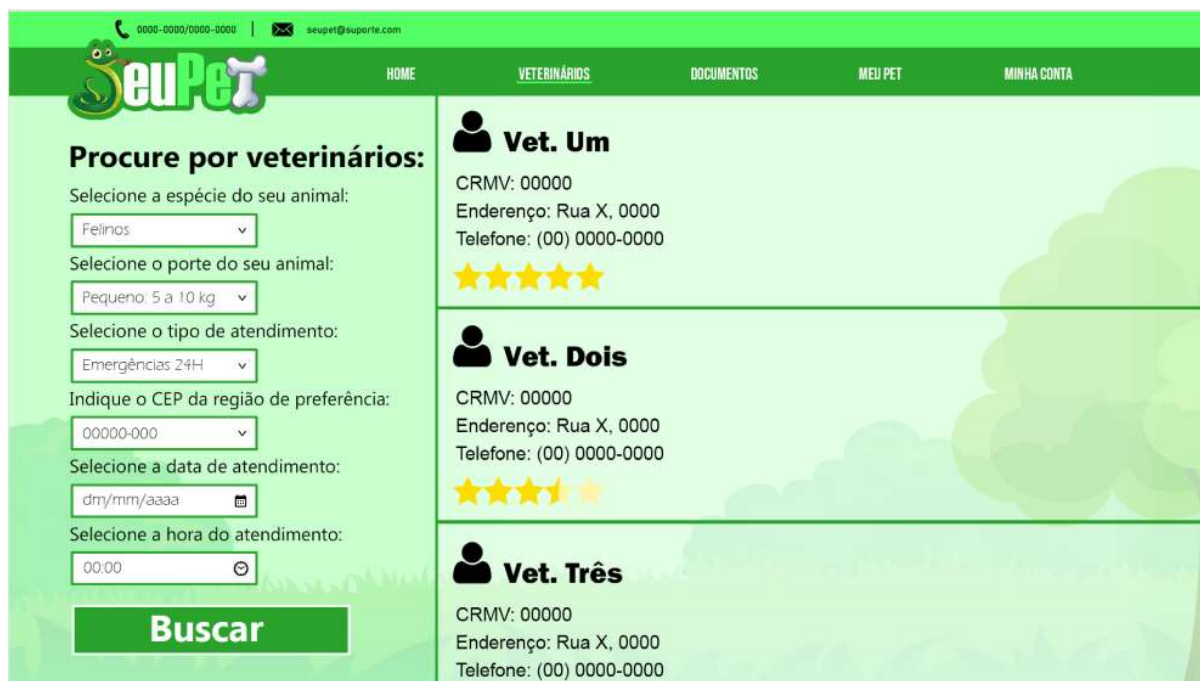 0000-0000/0000-0000 | seupet@suporte.com
SeuPet
HOME VETERINÁRIOS DOCUMENTOS MEU PET MINHA CONTA
Procure por veterinários:
Selecione a espécie do seu animal:
Felinos
Selecione o porte do seu animal:
Pequeno: 5 a 10 kg
Selecione o tipo de atendimento:
Emergências 24H
Indique o CEP da região de preferência:
00000-000
Selecione a data de atendimento:
dm/mm/aaaa
Selecione a hora do atendimento:
00:00
Buscar
Vet. Um
CRMV: 00000
Enderenço: Rua X, 0000
Telefone: (00) 0000-0000
Vet. Dois
CRMV: 00000
Enderenço: Rua X, 0000
Telefone: (00) 0000-0000
Vet. Três
CRMV: 00000
Enderenço: Rua X, 0000
Telefone: (00) 0000-0000